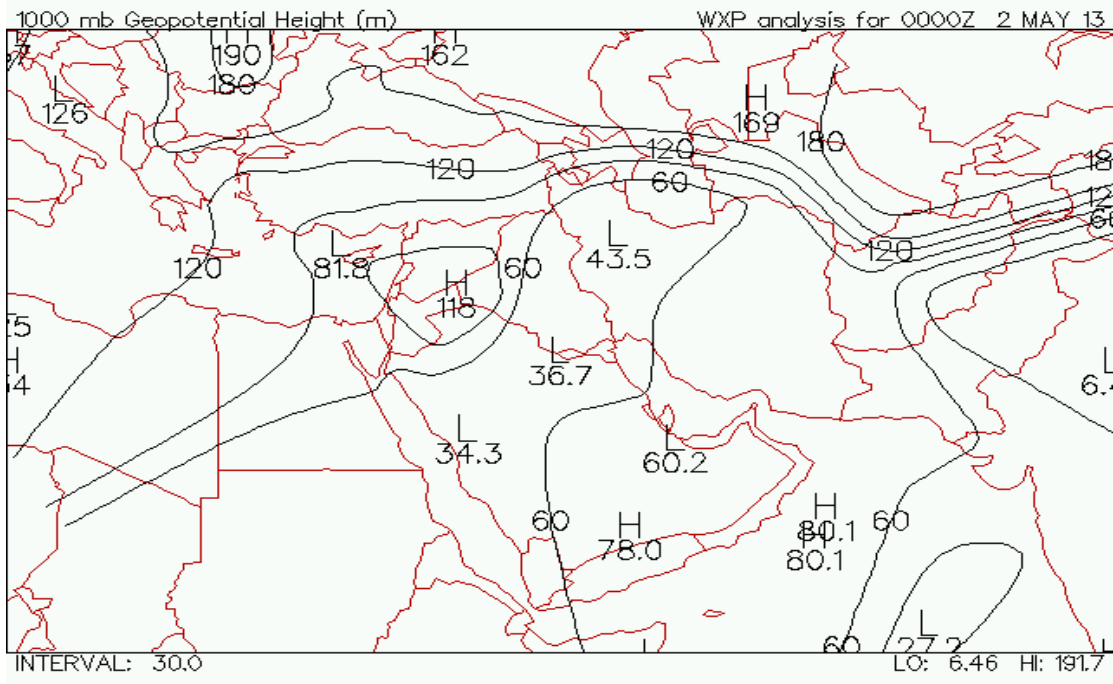 1000 mb Geopotential Height (m) WXP analysis for 0000Z 2 MAY 13
190 162
180
L
126
H
169
180
120
120
60
L
43.5
L
81.8
120
H
118
60
120
L
36.7
H
L
34.3
L
60.2
60
H
78.0
H
80.1
H
80.1
60
L
27.2
60
L
INTERVAL: 30.0 LO: 6.46 HI: 191.7